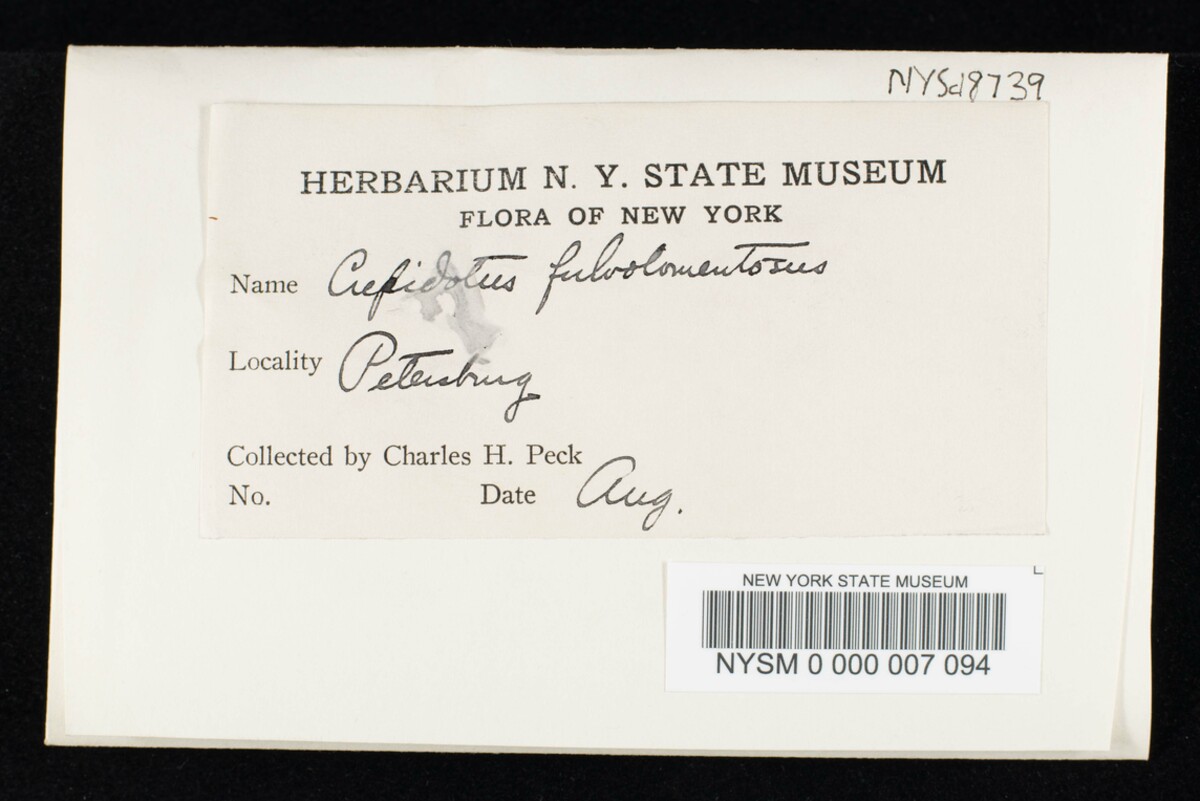 NYSd8739
HERBARIUM N. Y. STATE MUSEUM
FLORA OF NEW YORK
Name Crepidotus fulvotomentosus
Locality Petersburg
Collected by Charles H. Peck
No. Date Aug.
NEW YORK STATE MUSEUM
NYSM 0 000 007 094